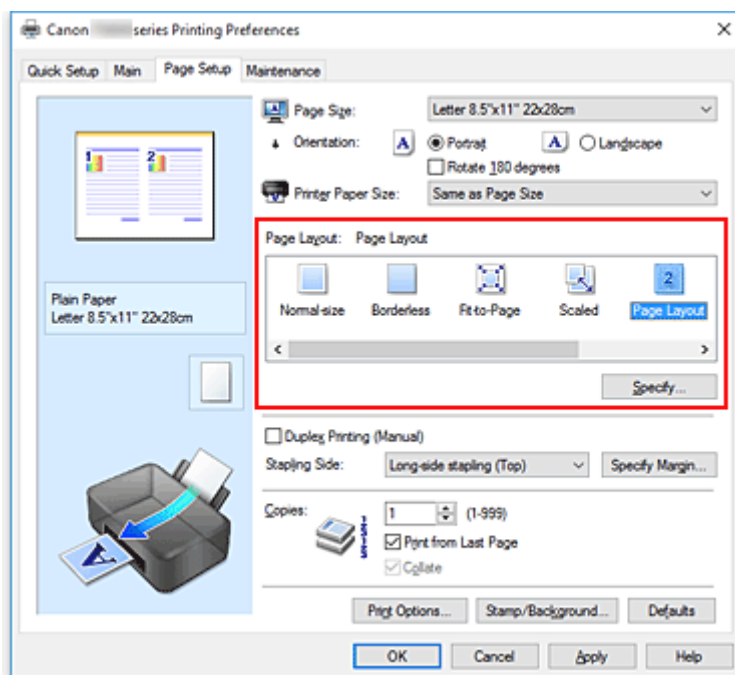 Canon series Printing Preferences
Quick Setup Main Page Setup Maintenance
Page Size: Letter 8.5"x11" 22x28cm
Orientation: A Portrait A Landscape
Rotate 180 degrees
Printer Paper Size: Same as Page Size
1 2
Page Layout: Page Layout
2
Normal-size Borderless Fit-to-Page Scaled Page Layout
Plain Paper
Letter 8.5"x11" 22x28cm
Specify...
Duplex Printing (Manual)
Stapling Side: Long-side stapling (Top) Specify Margin...
Copies: 1 (1-999)
Print from Last Page
Collate
A
Print Options... Stamp/Background... Defaults
OK Cancel Apply Help